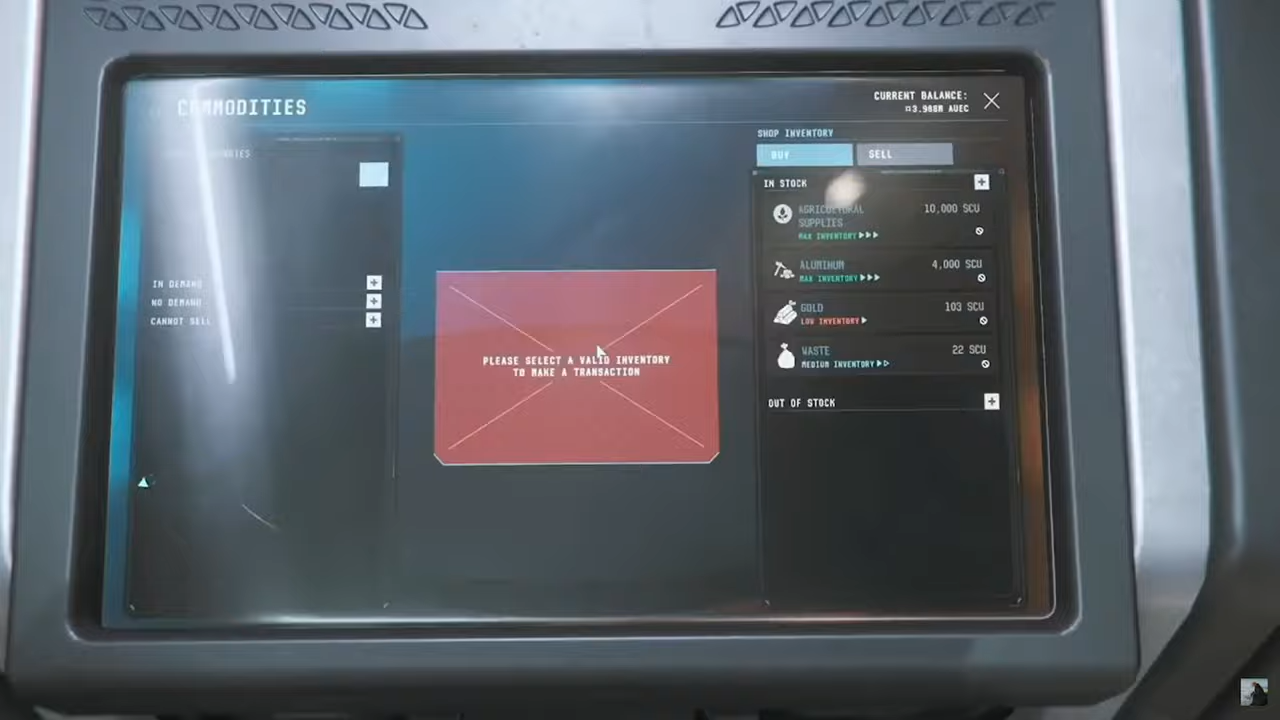 COMMODITIES
CURRENT BALANCE:
¤3.908M AUEC
SHOP INVENTORY
BUY
SELL
IN STOCK
AGRICULTURAL
SUPPLIES
10,000 SCU
MAX INVENTORY
ALUMINUM
4,000 SCU
MAX INVENTORY
GOLD
103 SCU
LOW INVENTORY
WASTE
22 SCU
MEDIUM INVENTORY
OUT OF STOCK
IN DEMAND
NO DEMAND
CANNOT SELL
PLEASE SELECT A VALID INVENTORY
TO MAKE A TRANSACTION